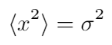 ⟨x²⟩ = σ²